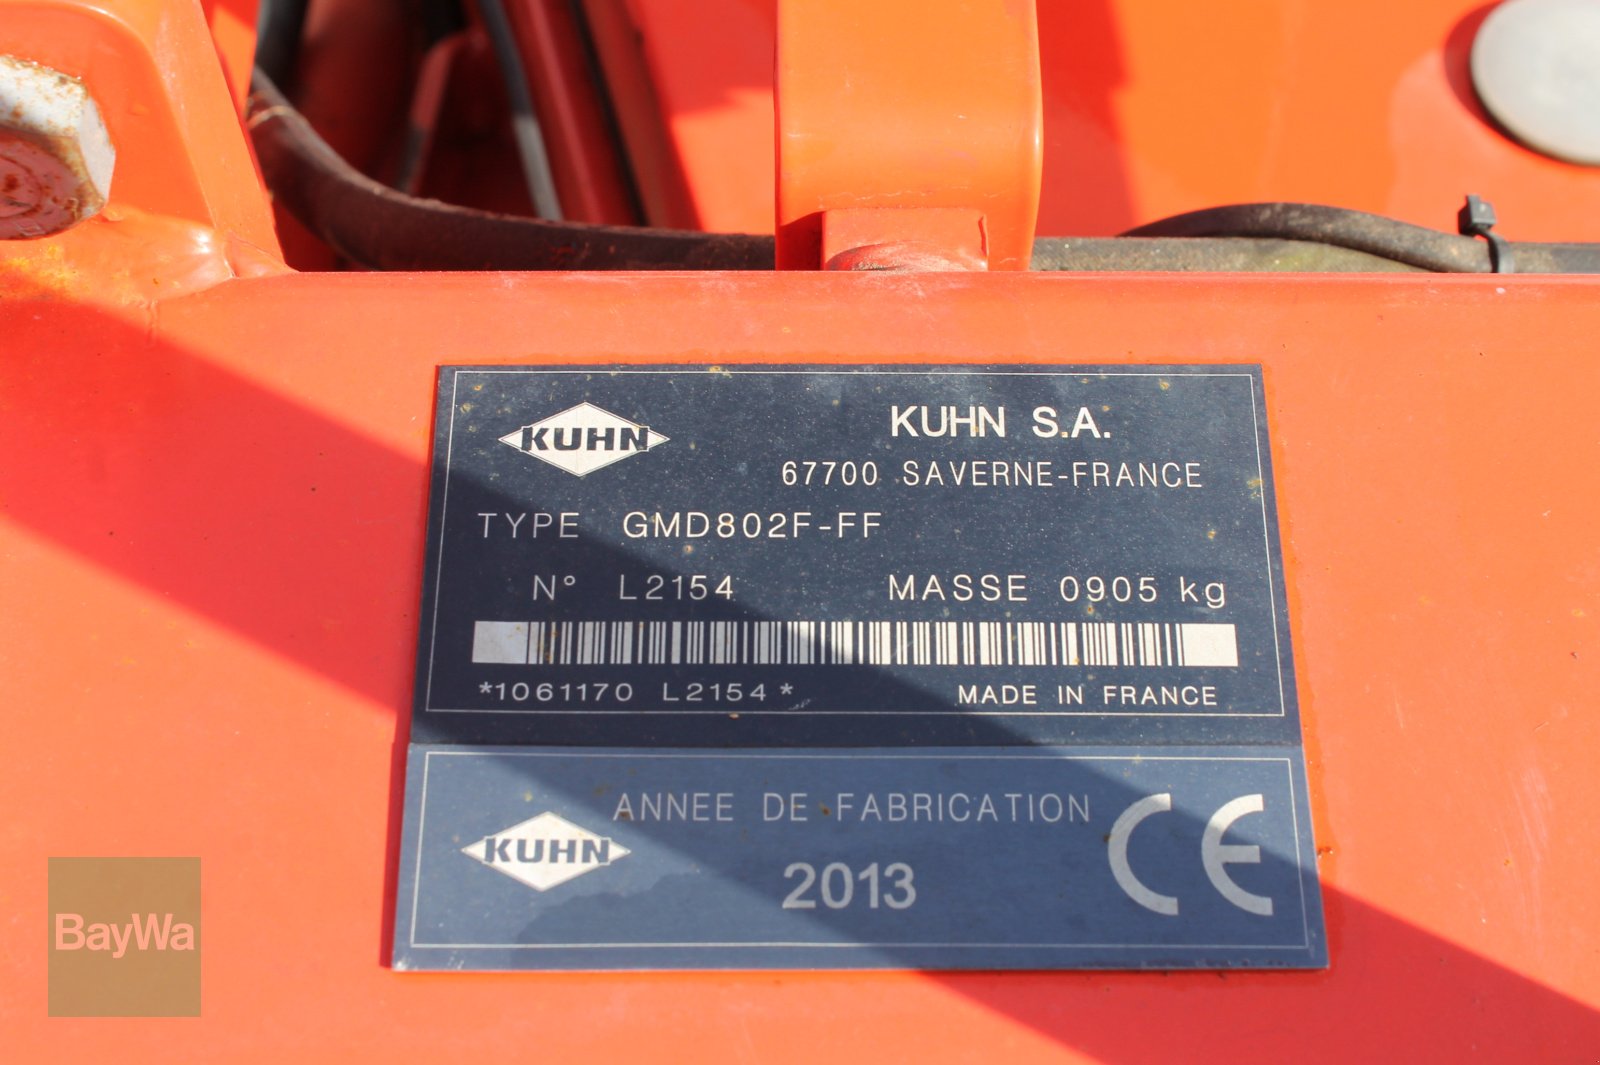 KUHN
KUHN S.A.
67700 SAVERNE-FRANCE
TYPE GMD802F-FF
N° L2154 MASSE 0905 kg
*1061170 L2154* MADE IN FRANCE
ANNEE DE FABRICATION
KUHN
2013
CE
BayWa